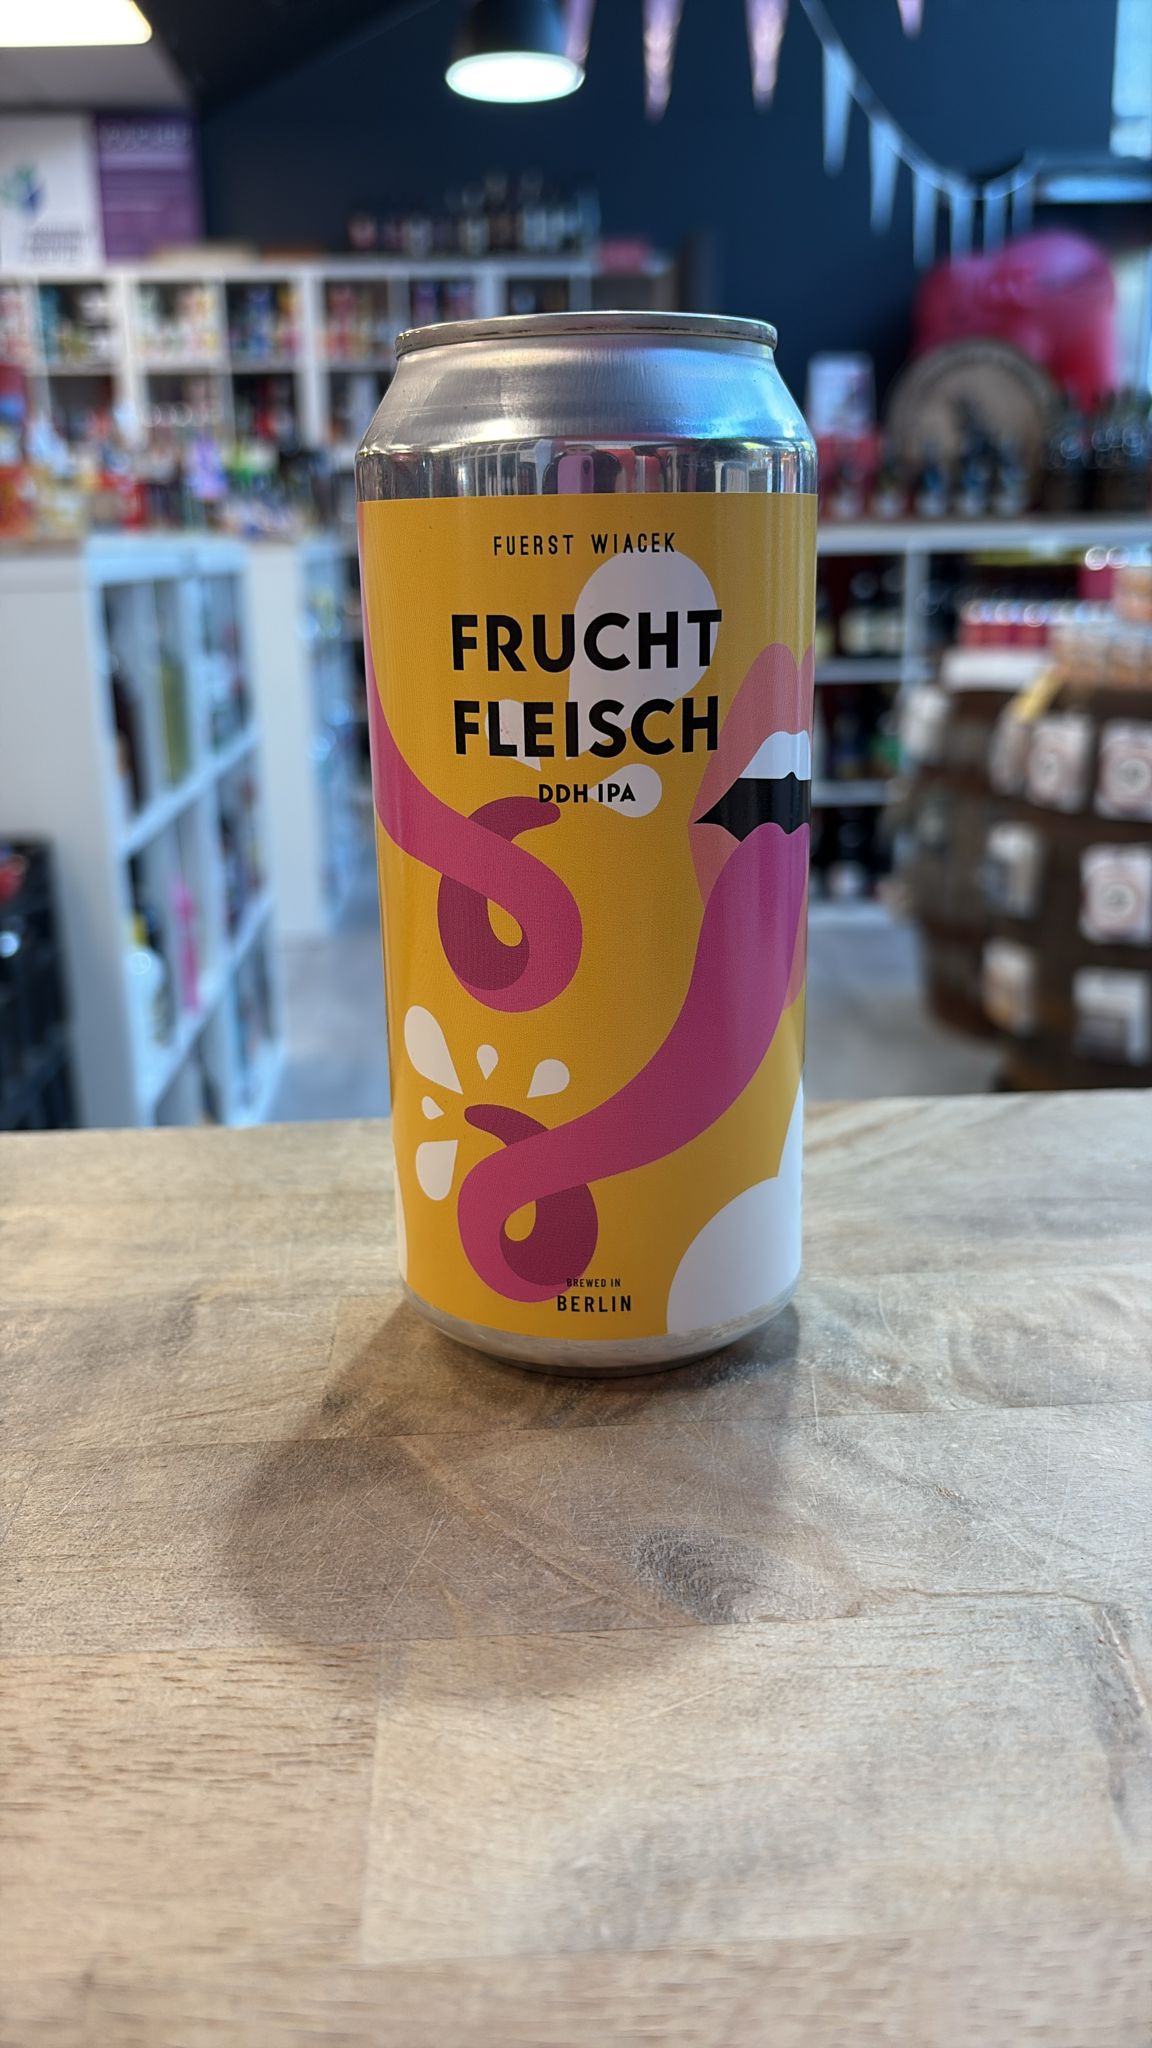 FUERST WIACEK
FRUCHT
FLEISCH
DDH IPA
BREWED IN
BERLIN